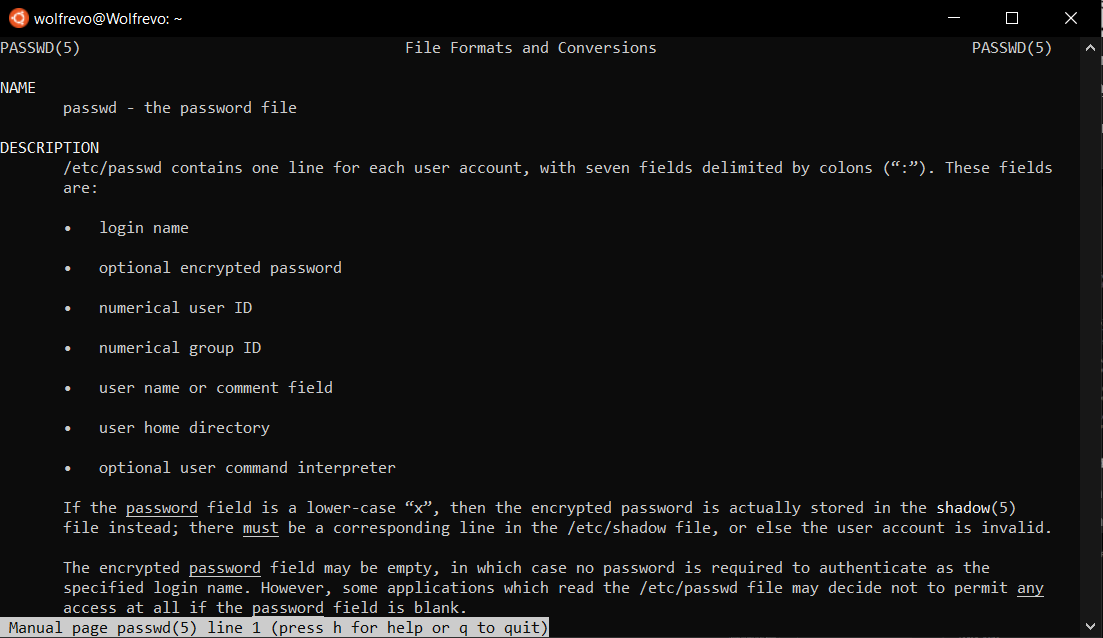 wolfrevo@Wolfrevo: ~
PASSWD(5) File Formats and Conversions PASSWD(5)
NAME
passwd - the password file
DESCRIPTION
/etc/passwd contains one line for each user account, with seven fields delimited by colons (“:”). These fields
are:
• login name
• optional encrypted password
• numerical user ID
• numerical group ID
• user name or comment field
• user home directory
• optional user command interpreter
If the password field is a lower-case “x”, then the encrypted password is actually stored in the shadow(5)
file instead; there must be a corresponding line in the /etc/shadow file, or else the user account is invalid.
The encrypted password field may be empty, in which case no password is required to authenticate as the
specified login name. However, some applications which read the /etc/passwd file may decide not to permit any
access at all if the password field is blank.
Manual page passwd(5) line 1 (press h for help or q to quit)